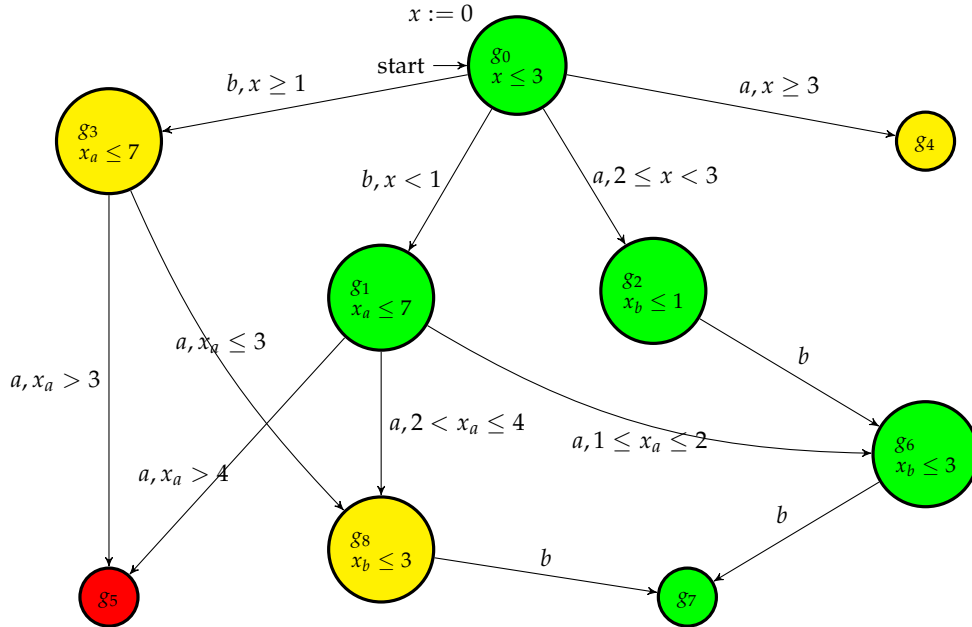 x := 0
start
g₀
x ≤ 3
b, x ≥ 1
a, x ≥ 3
g₃
x_a ≤ 7
g₄
b, x < 1
a, 2 ≤ x < 3
g₁
x_a ≤ 7
g₂
x_b ≤ 1
a, x_a ≤ 3
b
a, x_a > 3
a, 2 < x_a ≤ 4
a, 1 ≤ x_a ≤ 2
g₆
x_b ≤ 3
a, x_a > 4
b
g₈
x_b ≤ 3
b
g₅
g₇